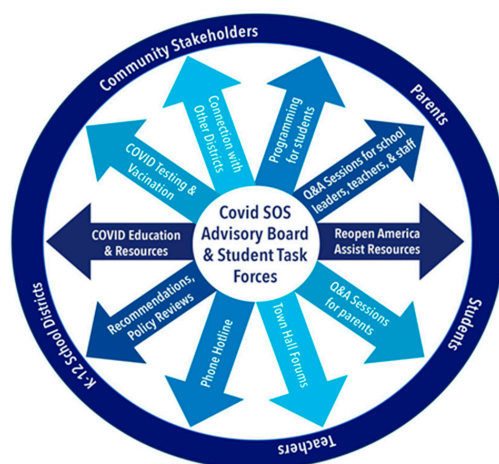 Community Stakeholders
Parents
Students
Teachers
K-12 School Districts
Covid SOS
Advisory Board
& Student Task
Forces
Connection with
Other Districts
Programming
for students
Q&A Sessions for school
leaders, teachers, & staff
Reopen America
Assist Resources
Q&A Sessions
for parents
Town Hall Forums
Phone Hotline
Recommendations,
Policy Reviews
COVID Education
& Resources
COVID Testing &
Vacination